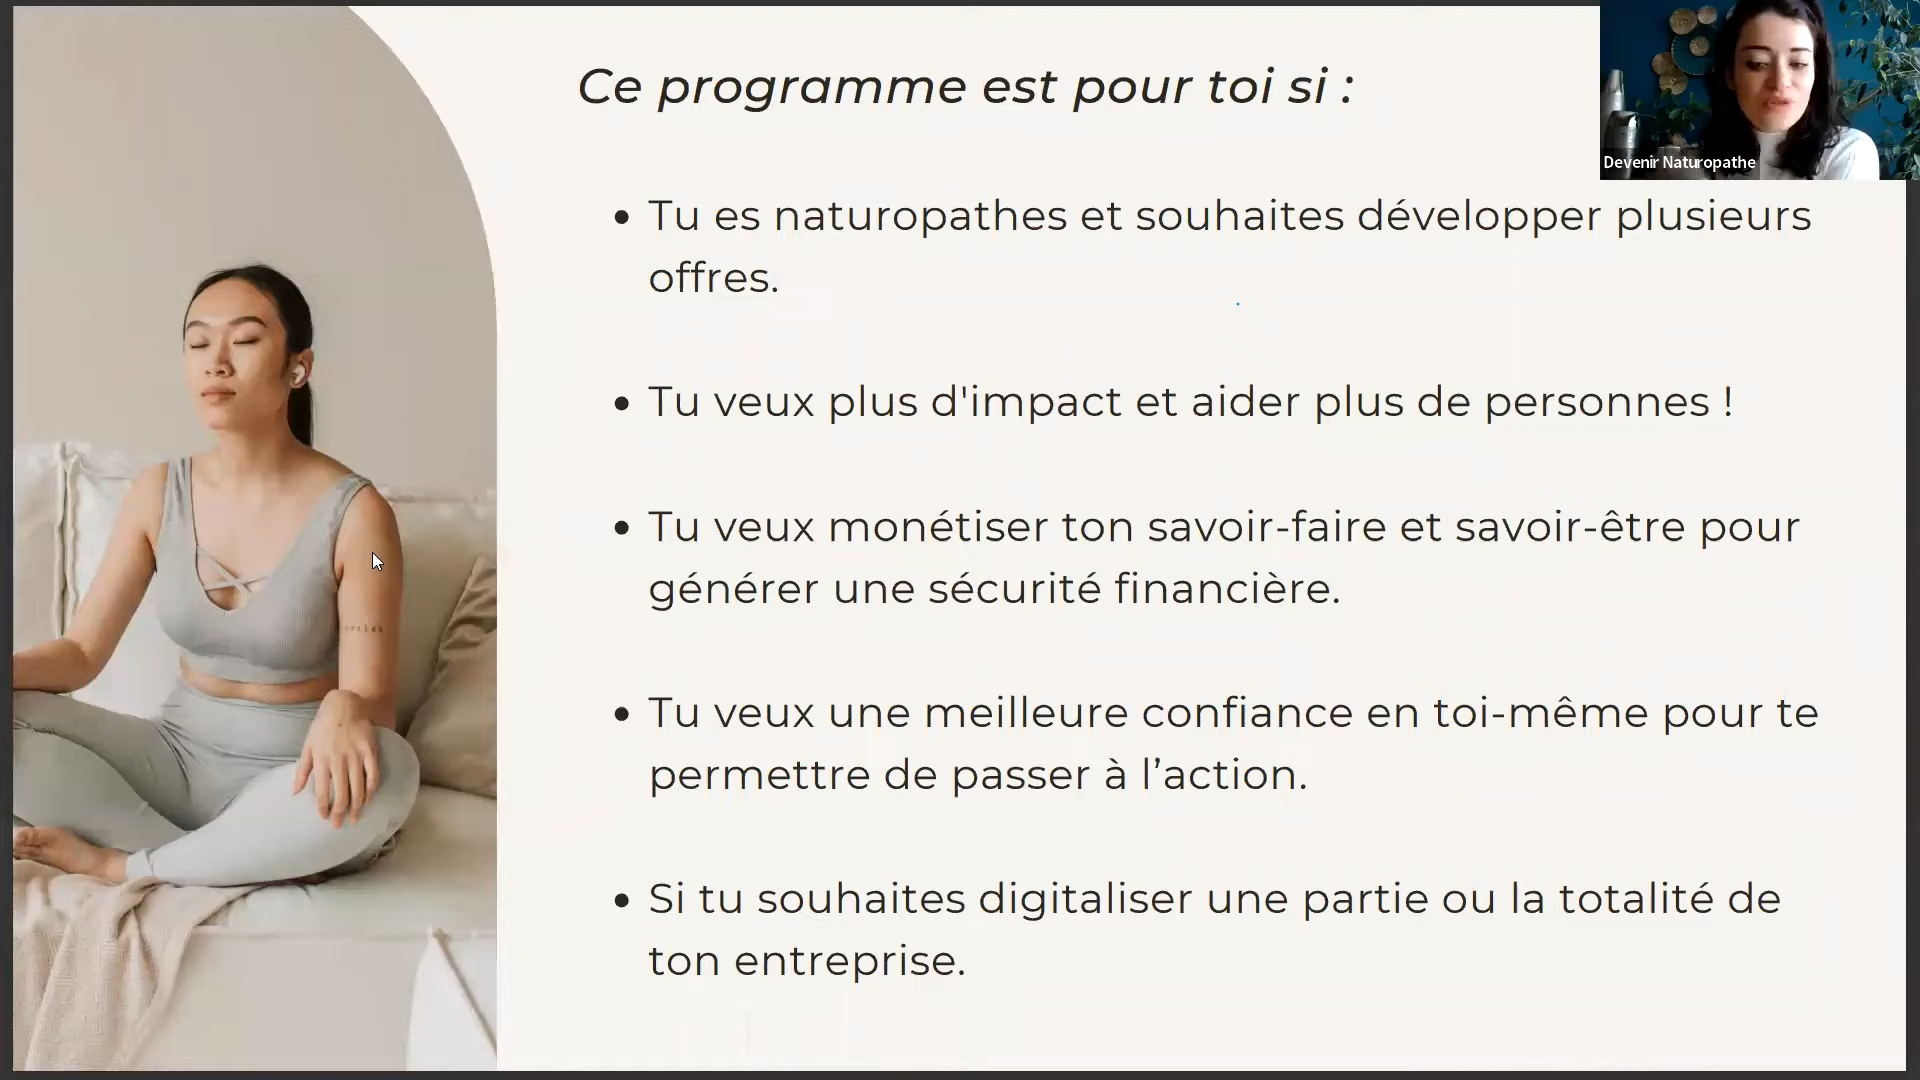 Ce programme est pour toi si :
Devenir Naturopathe
• Tu es naturopathes et souhaites développer plusieurs
offres.
• Tu veux plus d'impact et aider plus de personnes !
• Tu veux monétiser ton savoir-faire et savoir-être pour
générer une sécurité financière.
• Tu veux une meilleure confiance en toi-même pour te
permettre de passer à l’action.
• Si tu souhaites digitaliser une partie ou la totalité de
ton entreprise.